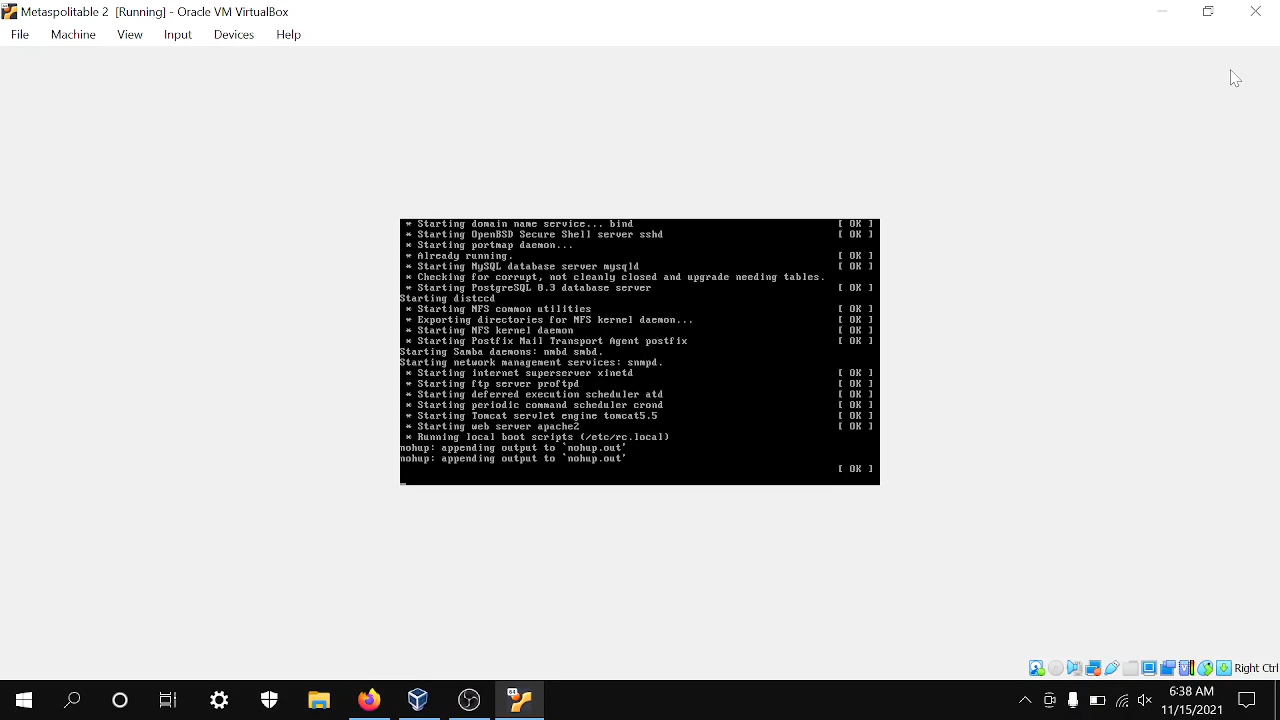 Metaspolitable 2 [Running] - Oracle VM VirtualBox
File Machine View Input Devices Help
* Starting domain name service... bind [ OK ]
* Starting OpenBSD Secure Shell server sshd [ OK ]
* Starting portmap daemon...
* Already running. [ OK ]
* Starting MySQL database server mysqld [ OK ]
* Checking for corrupt, not cleanly closed and upgrade needing tables.
* Starting PostgreSQL 8.3 database server [ OK ]
Starting distccd
* Starting NFS common utilities [ OK ]
* Exporting directories for NFS kernel daemon... [ OK ]
* Starting NFS kernel daemon [ OK ]
* Starting Postfix Mail Transport Agent postfix [ OK ]
Starting Samba daemons: nmbd smbd.
Starting network management services: snmpd.
* Starting internet superserver xinetd [ OK ]
* Starting ftp server proftpd [ OK ]
* Starting deferred execution scheduler atd [ OK ]
* Starting periodic command scheduler crond [ OK ]
* Starting Tomcat servlet engine tomcat5.5 [ OK ]
* Starting web server apache2 [ OK ]
* Running local boot scripts (/etc/rc.local)
nohup: appending output to `nohup.out'
nohup: appending output to `nohup.out'
[ OK ]
Right Ctrl
64
6:38 AM
11/15/2021